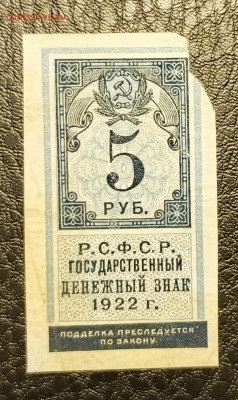 5
РУБ.
Р.С.Ф.С.Р.
ГОСУДАРСТВЕННЫЙ
ДЕНЕЖНЫЙ ЗНАК
1922 г.
ПОДДЕЛКА ПРЕСЛЕДУЕТСЯ
ПО ЗАКОНУ.